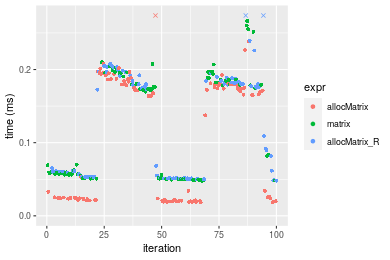 0.2
0.1
0.0
time (ms)
0
25
50
75
100
iteration
expr
allocMatrix
matrix
allocMatrix_R